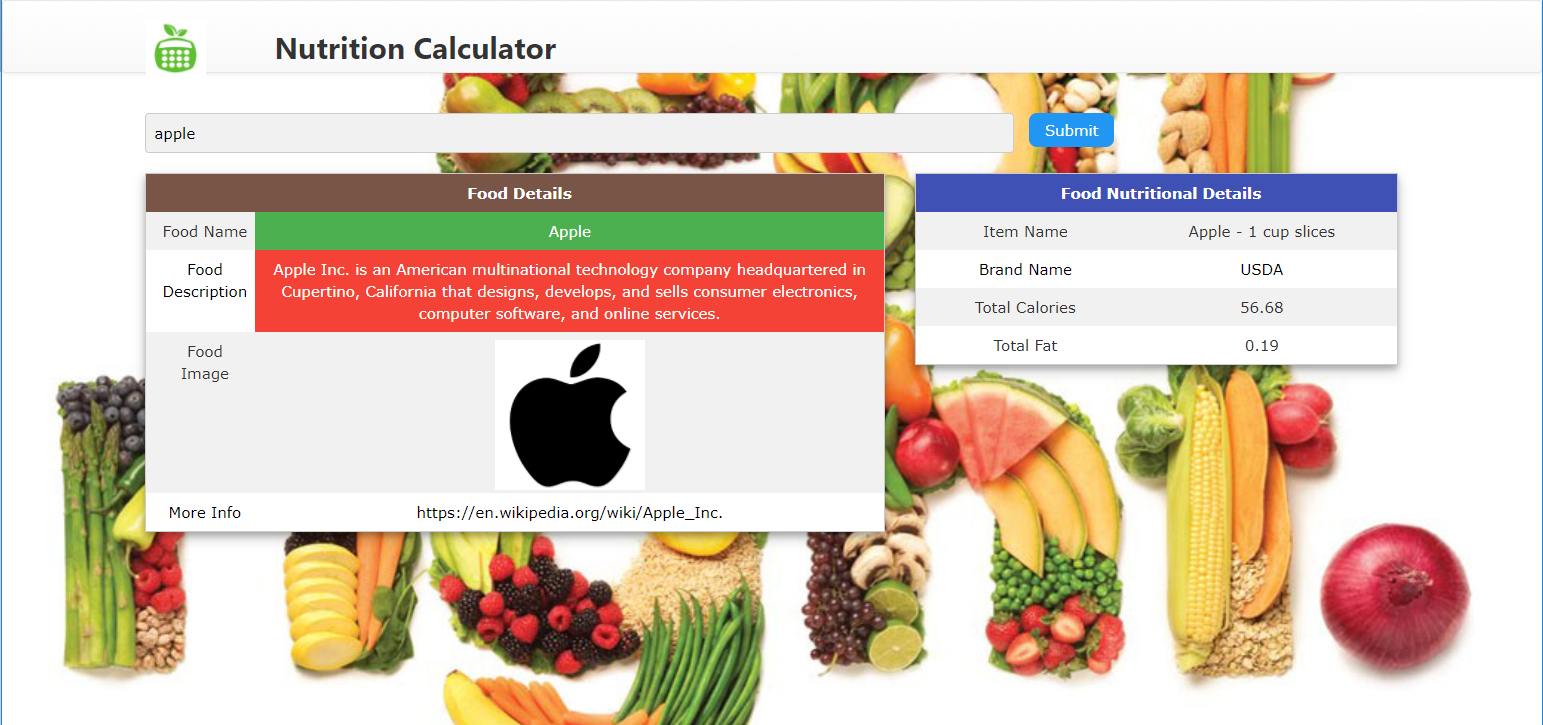 Nutrition Calculator
apple
Submit
Food Details
Food Name
Apple
Food
Description
Apple Inc. is an American multinational technology company headquartered in
Cupertino, California that designs, develops, and sells consumer electronics,
computer software, and online services.
Food
Image
More Info
https://en.wikipedia.org/wiki/Apple_Inc.
Food Nutritional Details
Item Name
Apple - 1 cup slices
Brand Name
USDA
Total Calories
56.68
Total Fat
0.19